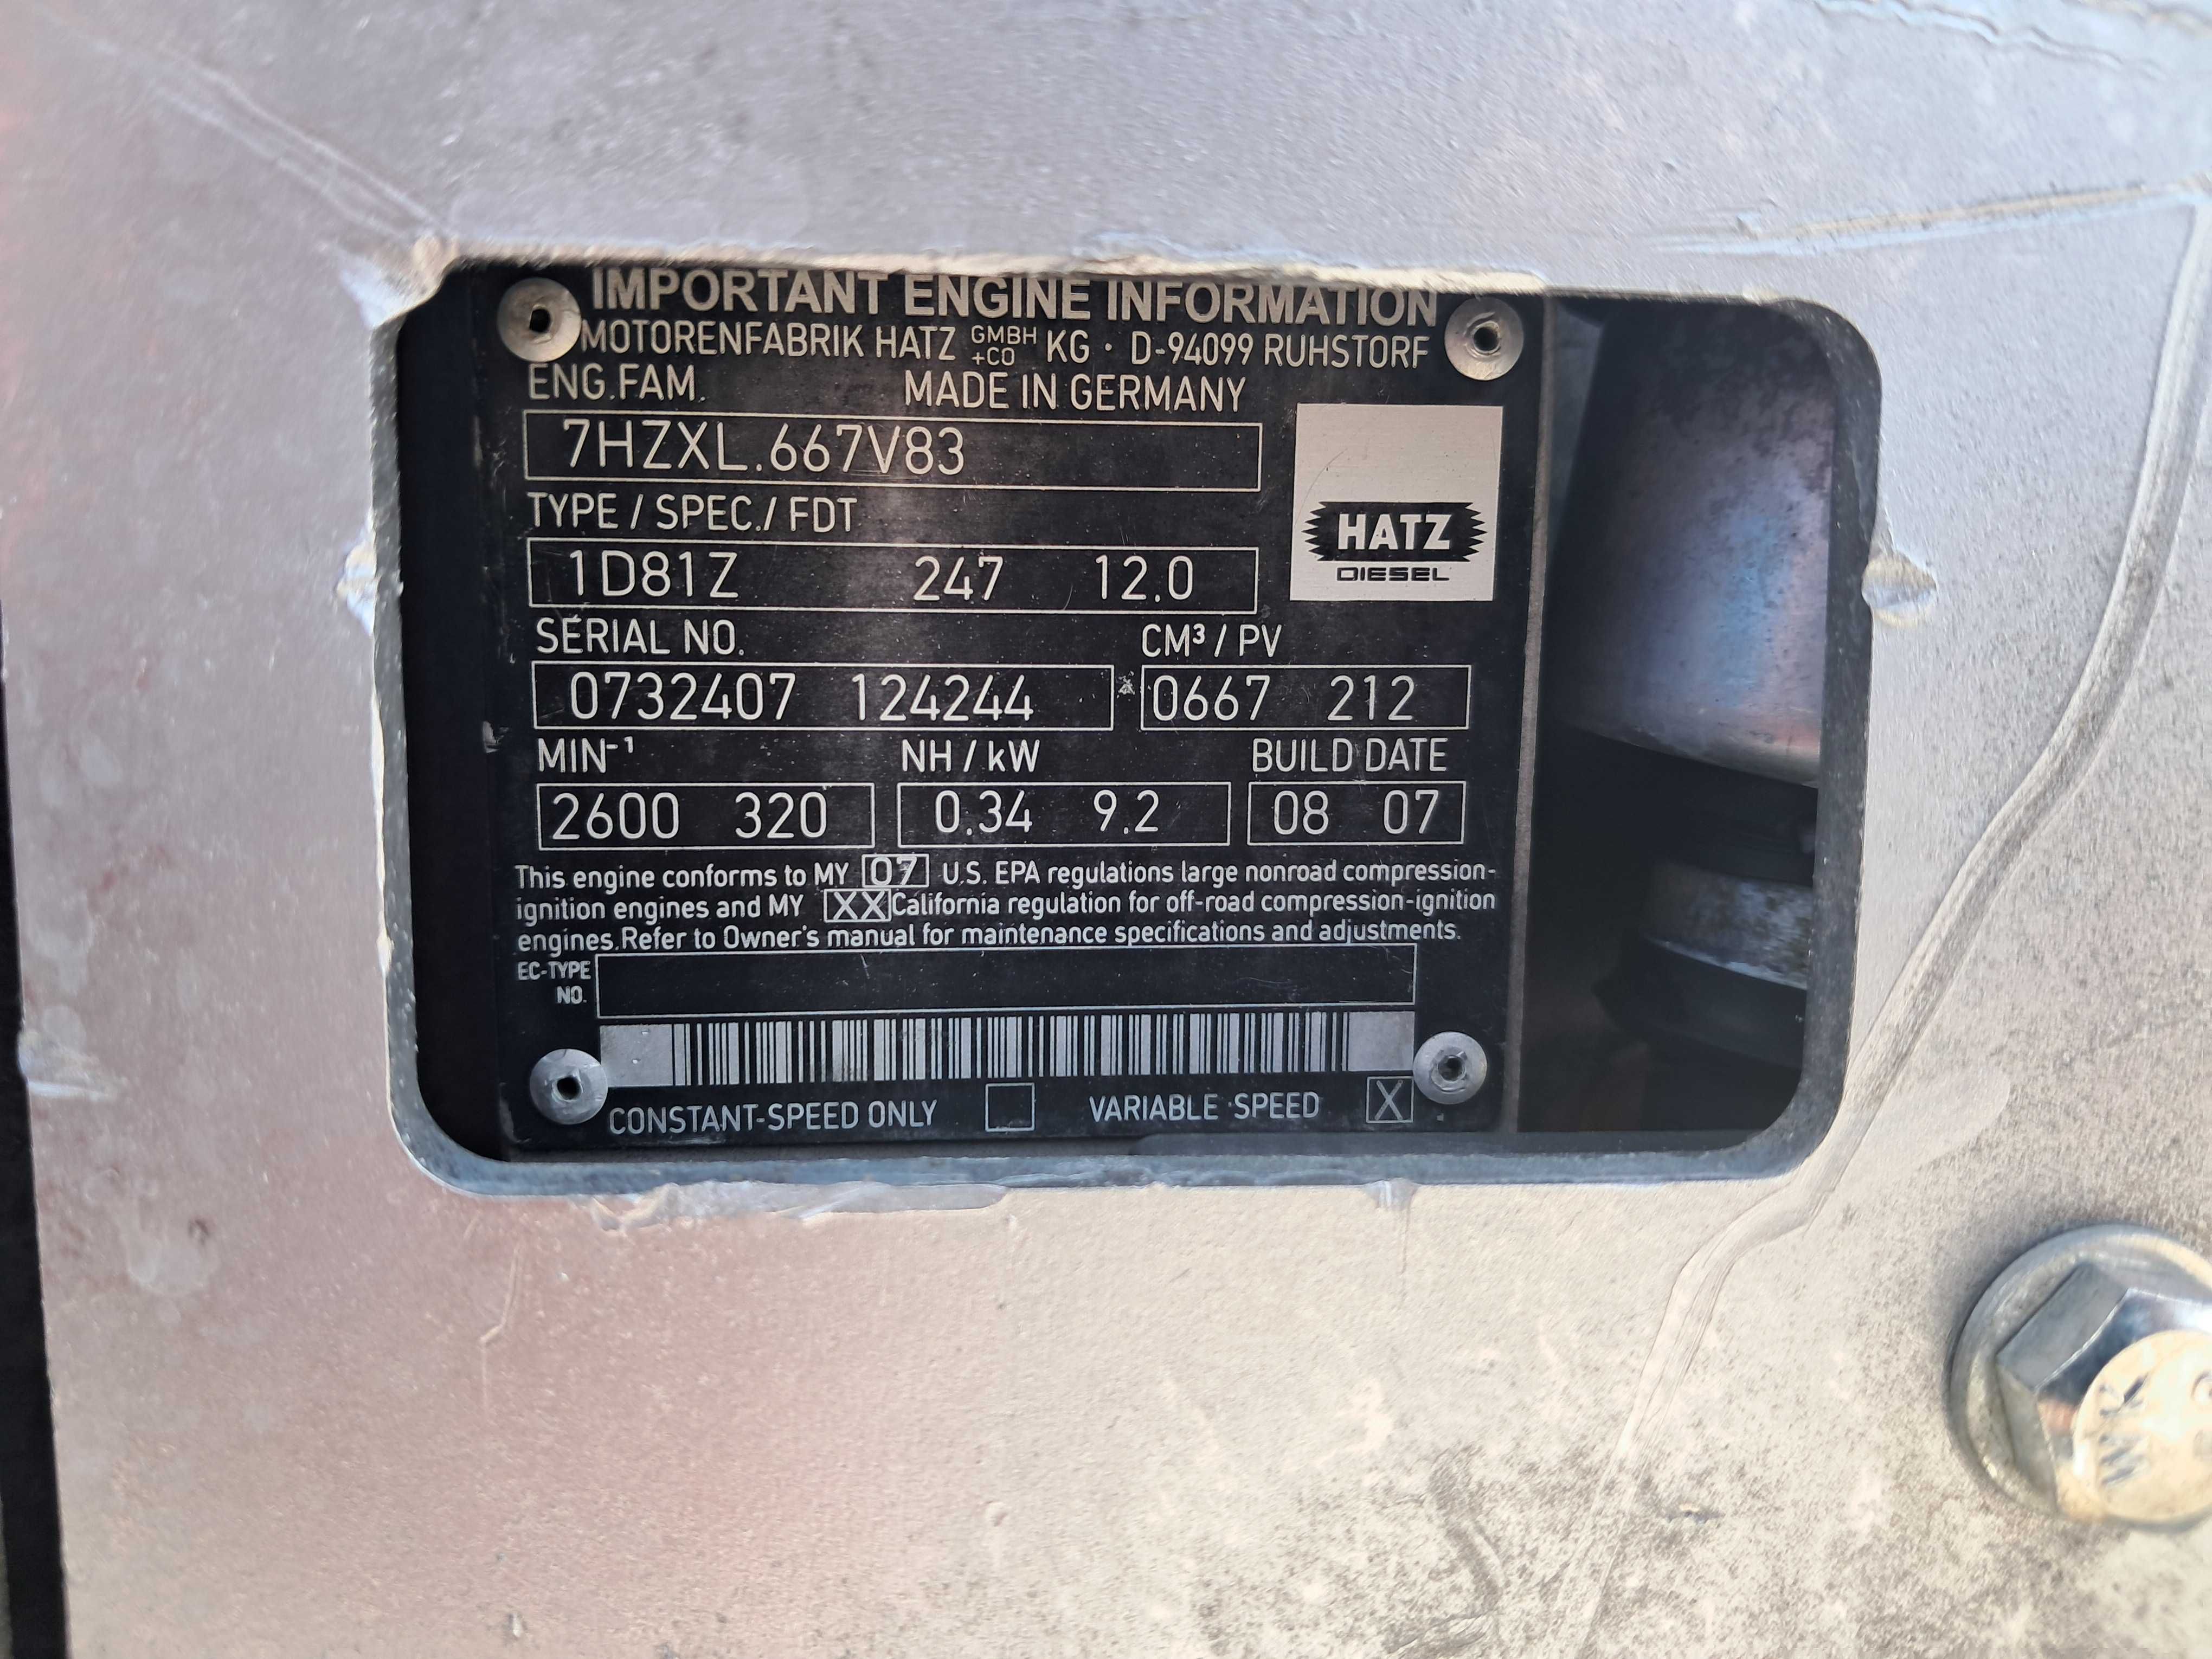 IMPORTANT ENGINE INFORMATION
MOTORENFABRIK HATZ GMBH +CO KG · D-94099 RUHSTORF
ENG.FAM. MADE IN GERMANY
7HZXL.667V83
TYPE / SPEC./ FDT
1D81Z 247 12.0
HATZ
DIESEL
SERIAL NO. CM³ / PV
0732407 124244 0667 212
MIN⁻¹ NH / kW BUILD DATE
2600 320 0.34 9.2 08 07
This engine conforms to MY 07 U.S. EPA regulations large nonroad compression-
ignition engines and MY XX California regulation for off-road compression-ignition
engines. Refer to Owner's manual for maintenance specifications and adjustments.
EC-TYPE
NO.
CONSTANT-SPEED ONLY VARIABLE SPEED X